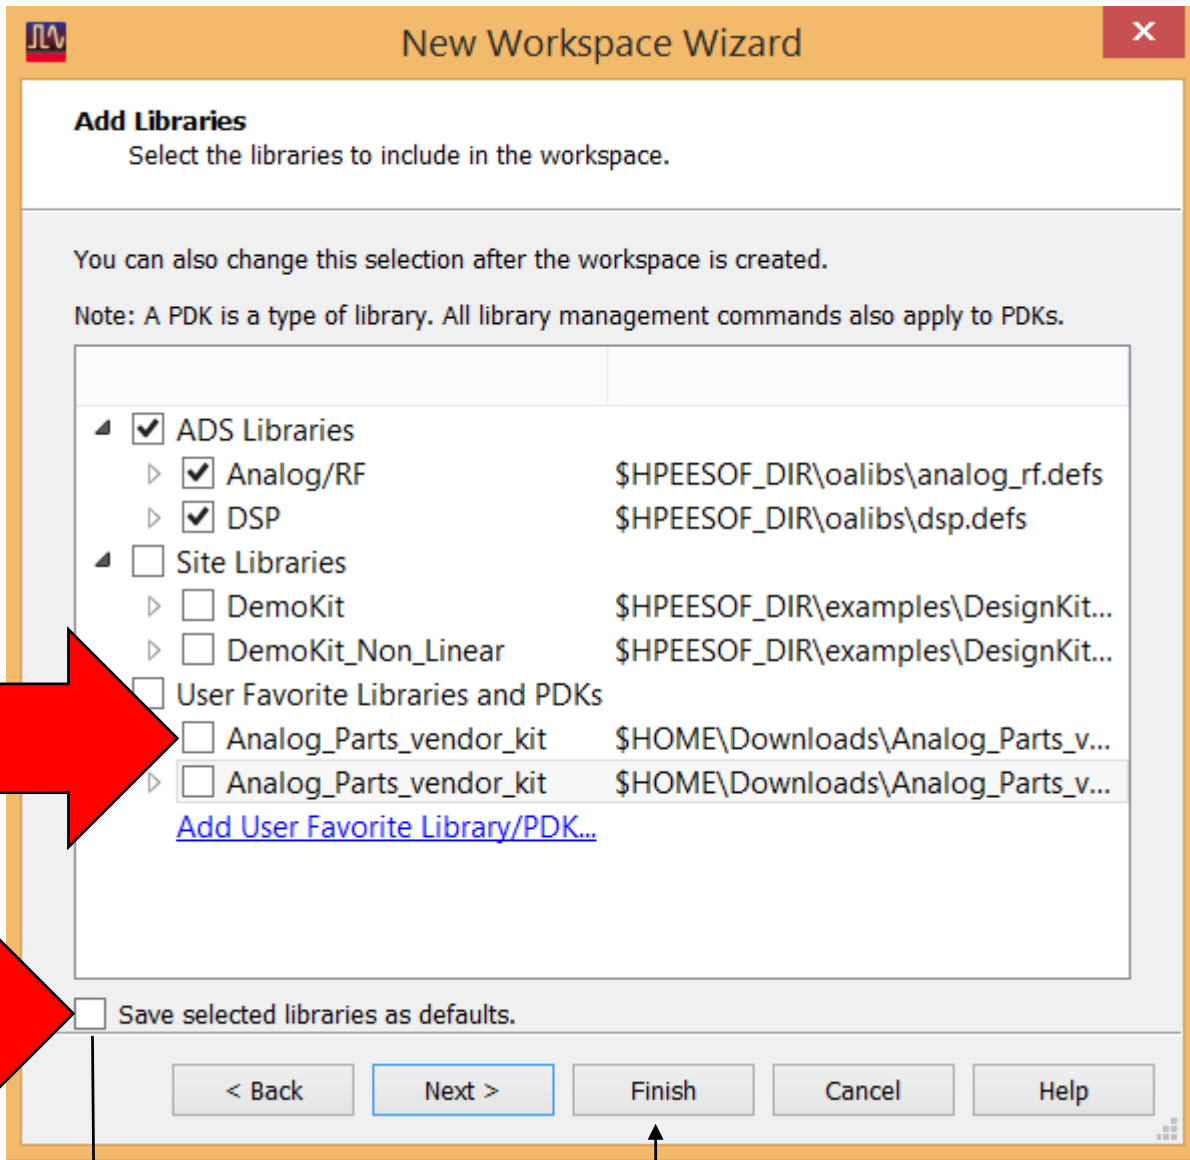 New Workspace Wizard
Add Libraries
Select the libraries to include in the workspace.
You can also change this selection after the workspace is created.
Note: A PDK is a type of library. All library management commands also apply to PDKs.
ADS Libraries
Analog/RF $HPEESOF_DIR\oalibs\analog_rf.defs
DSP $HPEESOF_DIR\oalibs\dsp.defs
Site Libraries
DemoKit $HPEESOF_DIR\examples\DesignKit...
DemoKit_Non_Linear $HPEESOF_DIR\examples\DesignKit...
User Favorite Libraries and PDKs
Analog_Parts_vendor_kit $HOME\Downloads\Analog_Parts_v...
Analog_Parts_vendor_kit $HOME\Downloads\Analog_Parts_v...
Add User Favorite Library/PDK...
Save selected libraries as defaults.
< Back Next > Finish Cancel Help